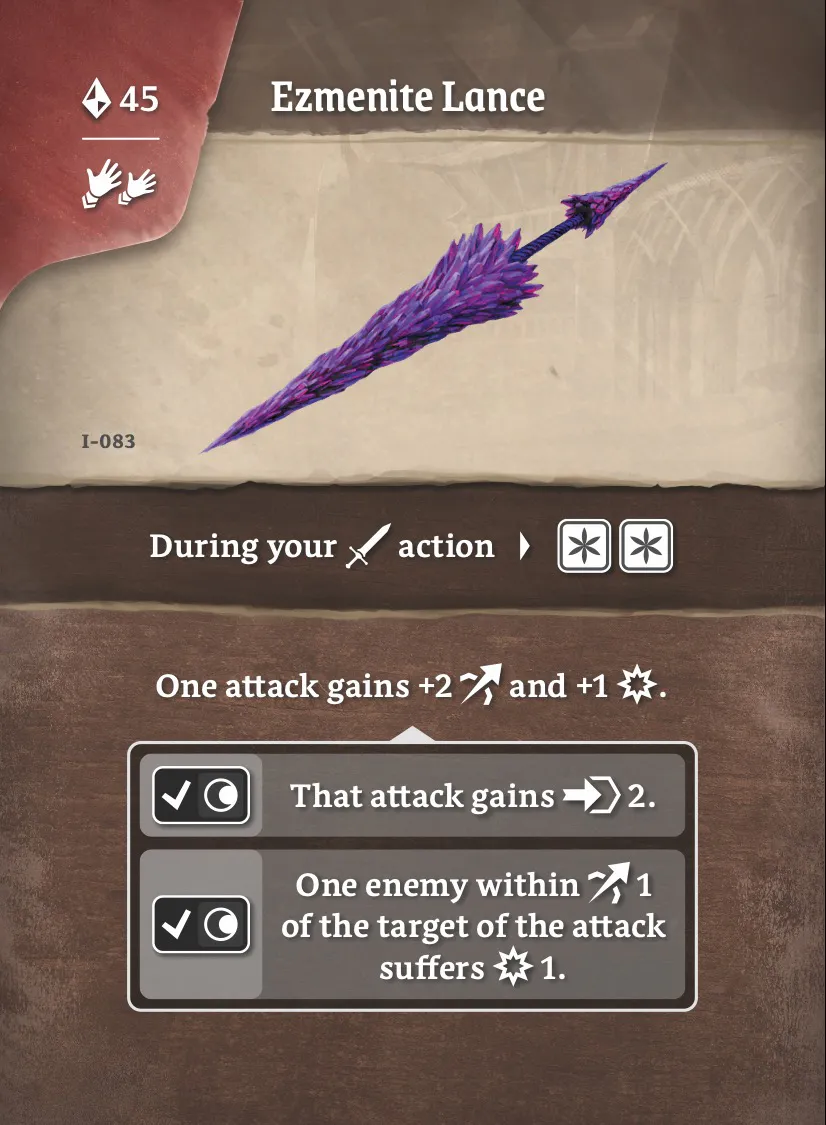 45
Ezmenite Lance
I-083
During your action
One attack gains +2 and +1 .
That attack gains 2.
One enemy within 1
of the target of the attack
suffers 1.